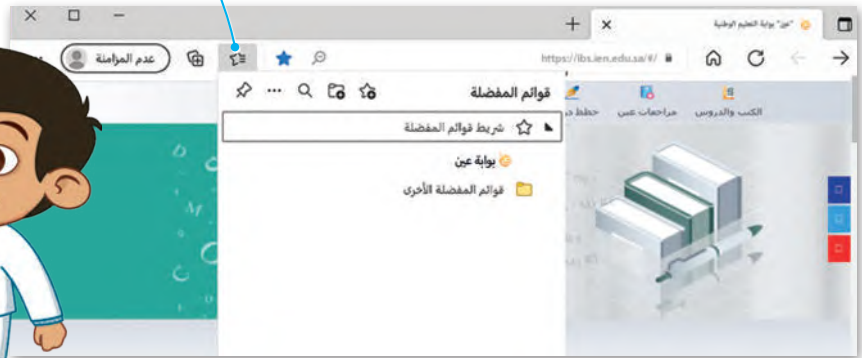 "عين" بوابة التعليم الوطنية
https://ibs.ien.edu.sa/#/
عدم المزامنة
الكتب والدروس
مراجعات عين
قوائم المفضلة
شريط قوائم المفضلة
بوابة عين
قوائم المفضلة الأخرى